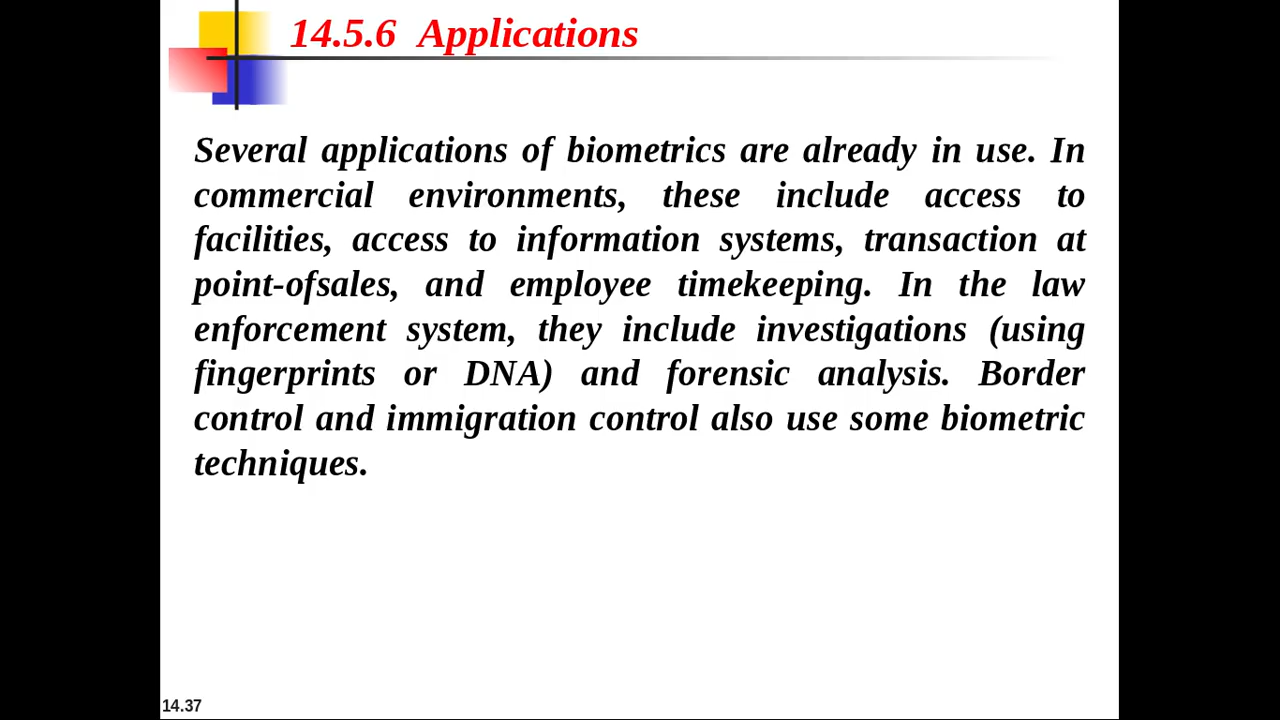 14.5.6 Applications
Several applications of biometrics are already in use. In
commercial environments, these include access to
facilities, access to information systems, transaction at
point-ofsales, and employee timekeeping. In the law
enforcement system, they include investigations (using
fingerprints or DNA) and forensic analysis. Border
control and immigration control also use some biometric
techniques.
14.37